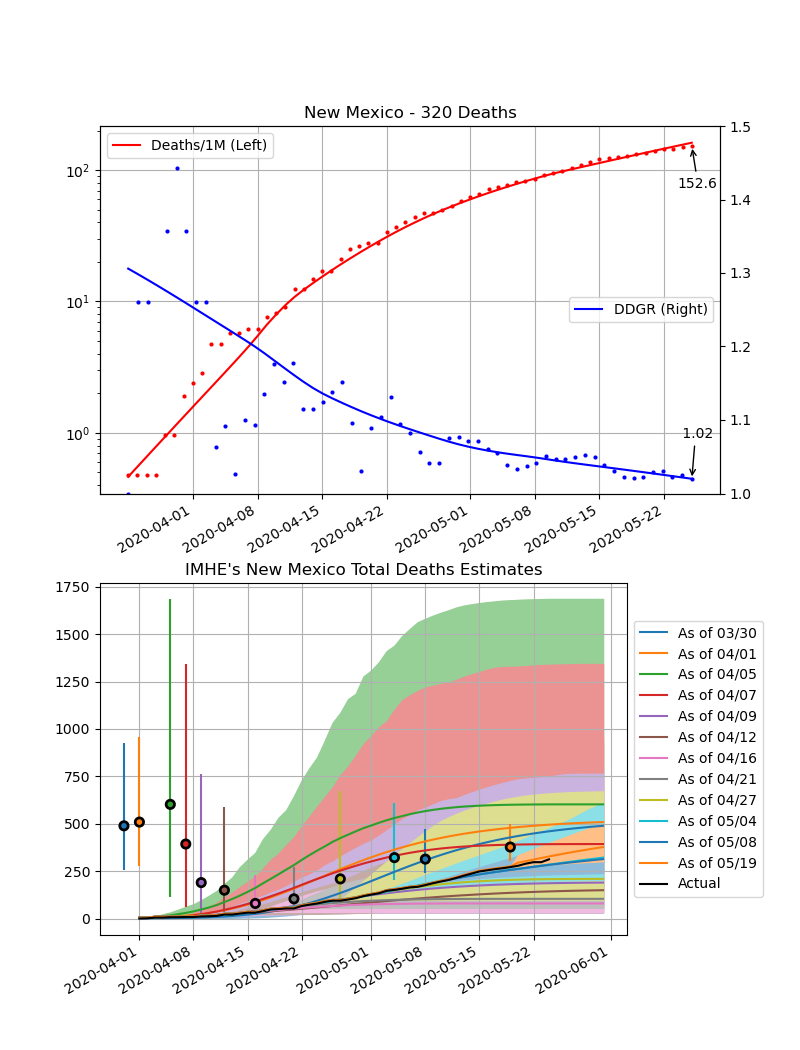 New Mexico - 320 Deaths
Deaths/1M (Left)
DDGR (Right)
152.6
1.02
10²
10¹
10⁰
1.5
1.4
1.3
1.2
1.1
1.0
2020-04-01
2020-04-08
2020-04-15
2020-04-22
2020-05-01
2020-05-08
2020-05-15
2020-05-22
IMHE's New Mexico Total Deaths Estimates
1750
1500
1250
1000
750
500
250
0
2020-04-01
2020-04-08
2020-04-15
2020-04-22
2020-05-01
2020-05-08
2020-05-15
2020-05-22
2020-06-01
As of 03/30
As of 04/01
As of 04/05
As of 04/07
As of 04/09
As of 04/12
As of 04/16
As of 04/21
As of 04/27
As of 05/04
As of 05/08
As of 05/19
Actual